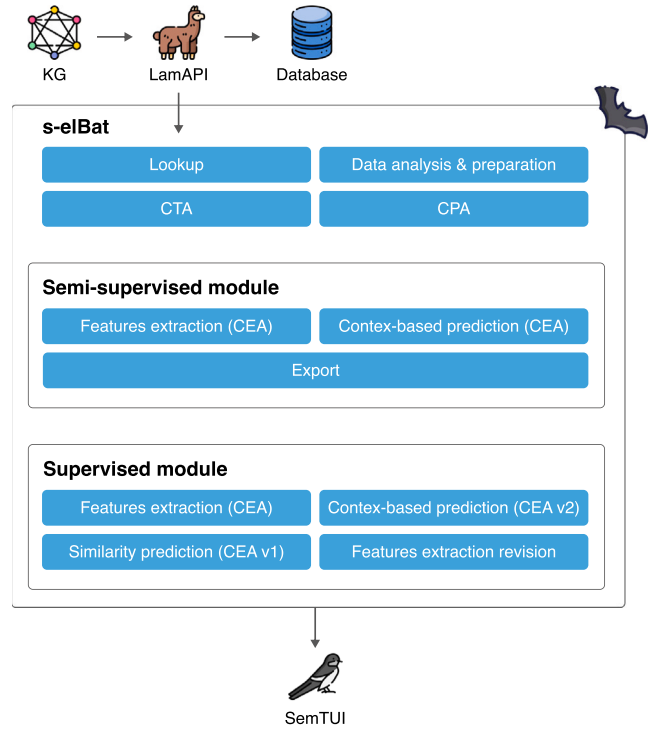 KG
LamAPI
Database
s-elBat
Lookup
Data analysis & preparation
CTA
CPA
Semi-supervised module
Features extraction (CEA)
Contex-based prediction (CEA)
Export
Supervised module
Features extraction (CEA)
Contex-based prediction (CEA v2)
Similarity prediction (CEA v1)
Features extraction revision
SemTUI